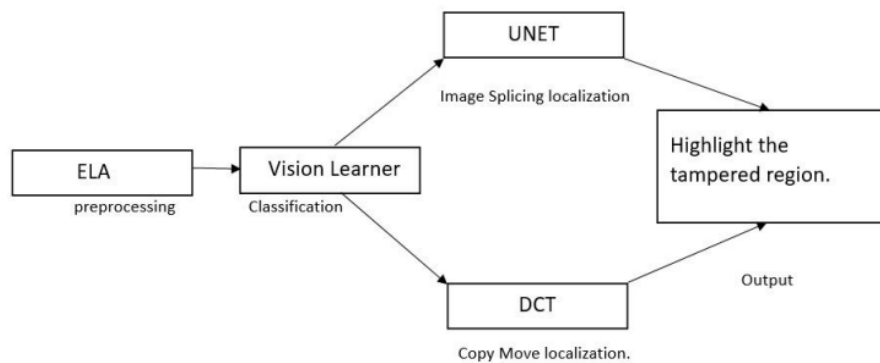 UNET
Image Splicing localization
ELA
preprocessing
Vision Learner
Classification
Highlight the
tampered region.
Output
DCT
Copy Move localization.